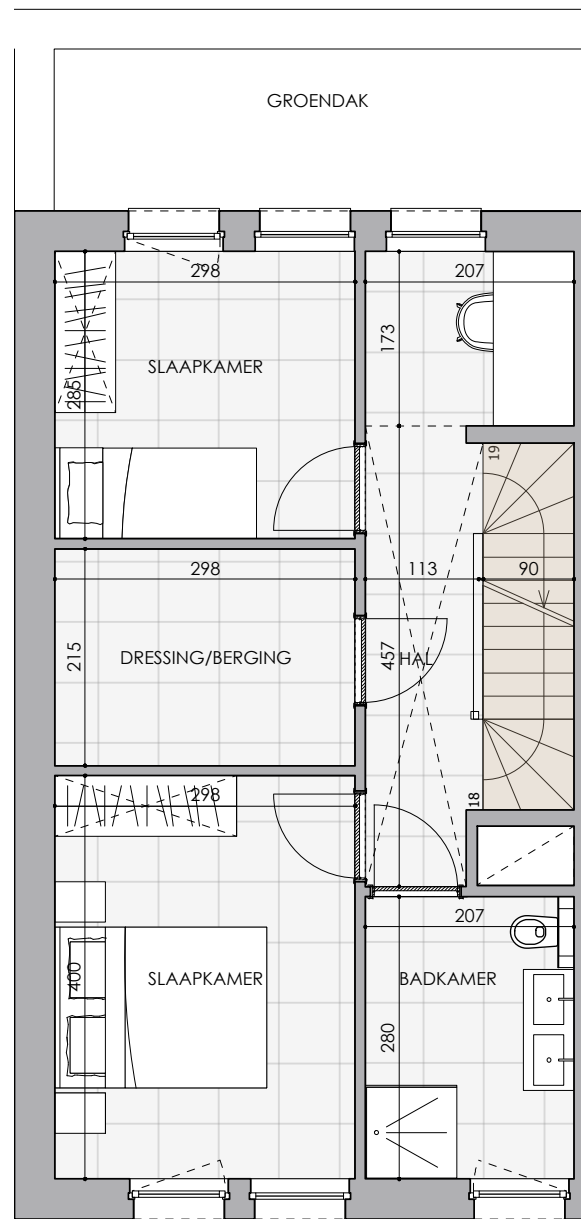 GROENDAK
298
207
173
SLAAPKAMER
285
19
298
113
90
215
DRESSING/BERGING
457
HAL
298
18
207
400
SLAAPKAMER
BADKAMER
280